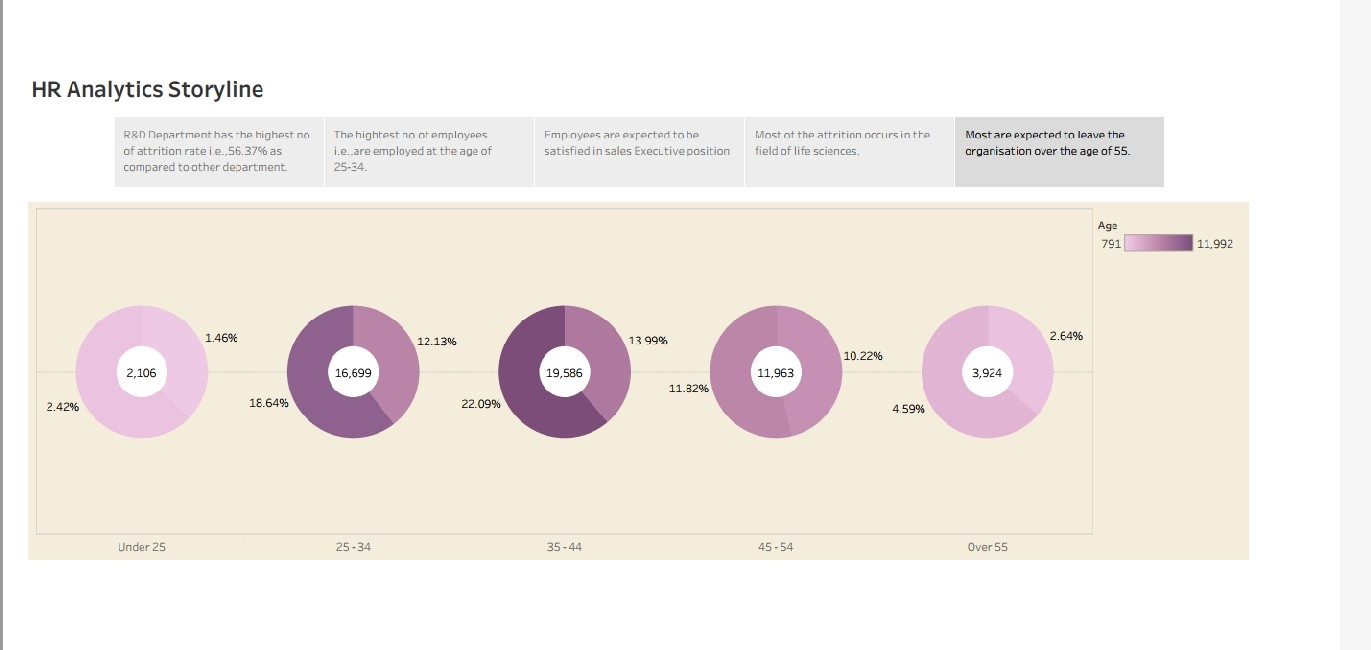 HR Analytics Storyline
R&D Department has the highest no
of attrition rate i.e.,56.37% as
compared to other department.
The hightest no. of employees
i.e.,are employed at the age of
25-34.
Employees are expected to be
satisfied in sales Executive position
Most of the attrition occurs in the
field of life sciences.
Most are expected to leave the
organisation over the age of 55.
Age
791
11,992
1.46%
2,106
2.42%
12.13%
16,699
18.64%
13.99%
19,586
22.09%
10.22%
11,963
11.82%
2.64%
3,924
4.59%
Under 25
25 - 34
35 - 44
45 - 54
Over 55